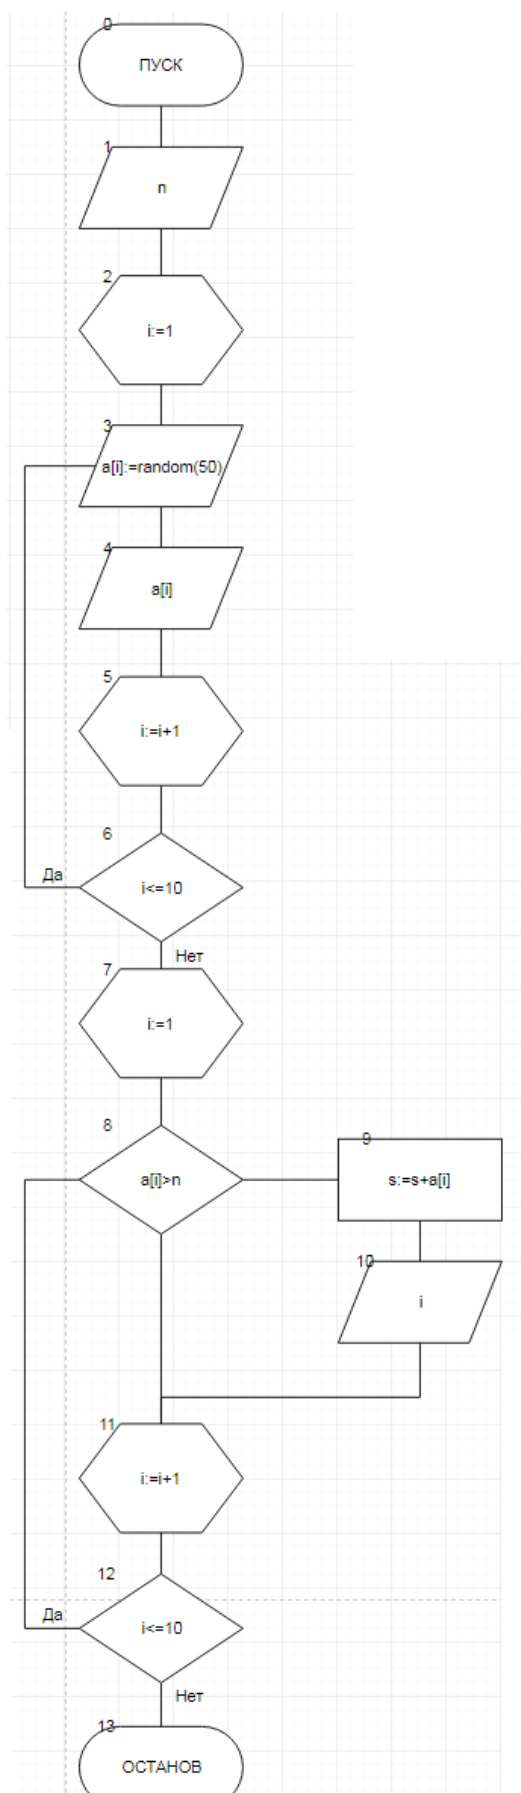 0
ПУСК
1
n
2
i:=1
3
a[i]:=random(50)
4
a[i]
5
i:=i+1
6
i<=10
Да
Нет
7
i:=1
8
a[i]>n
9
s:=s+a[i]
10
i
11
i:=i+1
12
i<=10
Да
Нет
13
ОСТАНОВ